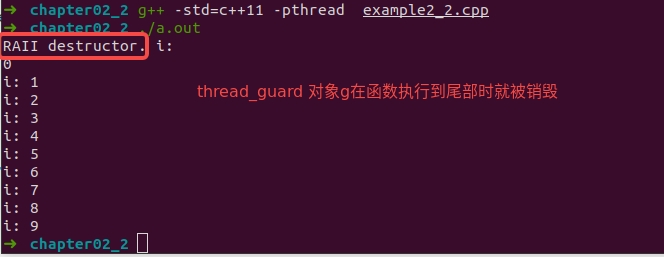 ➜ chapter02_2 g++ -std=c++11 -pthread example2_2.cpp
➜ chapter02_2 ./a.out
RAII destructor. i:
0
i: 1
thread_guard 对象g在函数执行到尾部时就被销毁
i: 2
i: 3
i: 4
i: 5
i: 6
i: 7
i: 8
i: 9
➜ chapter02_2